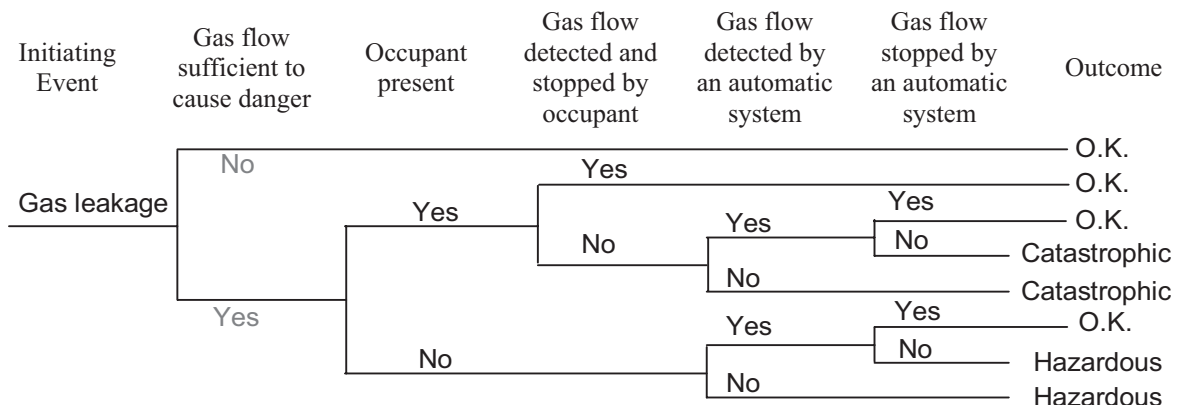 Initiating
Event
Gas flow
sufficient to
cause danger
Occupant
present
Gas flow
detected and
stopped by
occupant
Gas flow
detected by
an automatic
system
Gas flow
stopped by
an automatic
system
Outcome
No
O.K.
Yes
O.K.
Gas leakage
Yes
Yes
Yes
O.K.
No
No
Catastrophic
No
Catastrophic
Yes
Yes
Yes
O.K.
No
No
Hazardous
No
Hazardous